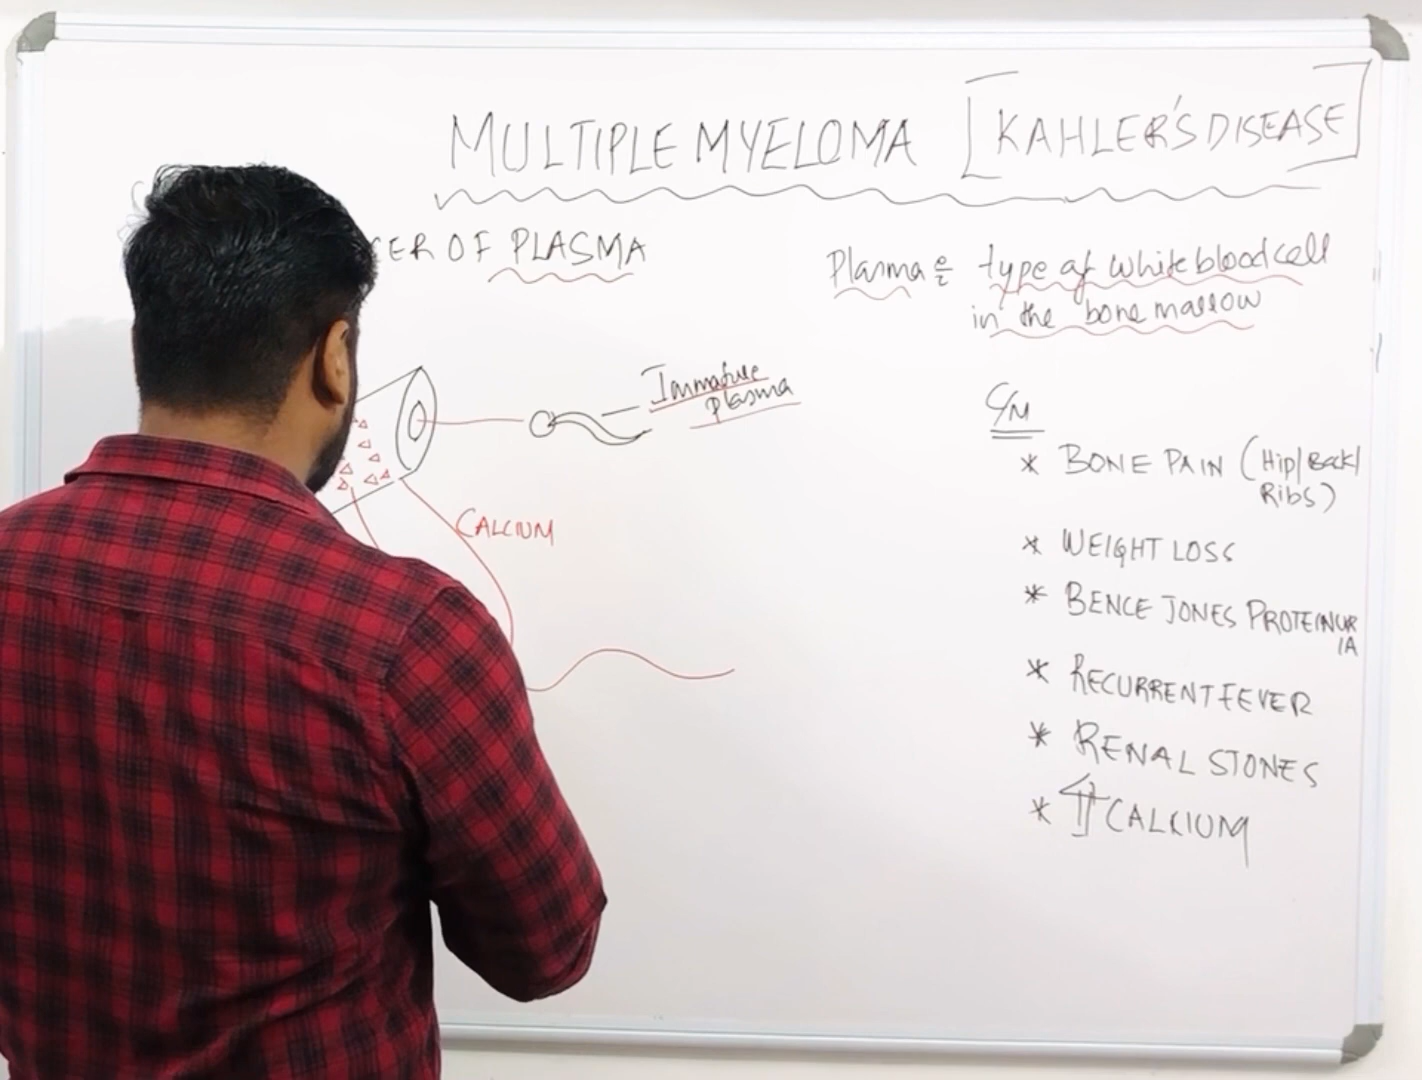 MULTIPLE MYELOMA [KAHLER'S DISEASE]
CER OF PLASMA
Plasma type of white blood cell
in the bone marrow
Immature
plasma
CALCIUM
C/M
* BONE PAIN (Hip/Back/
Ribs)
* WEIGHT LOSS
* BENCE JONES PROTEINUR
IA
* RECURRENT FEVER
* RENAL STONES
* ⇑ CALCIUM